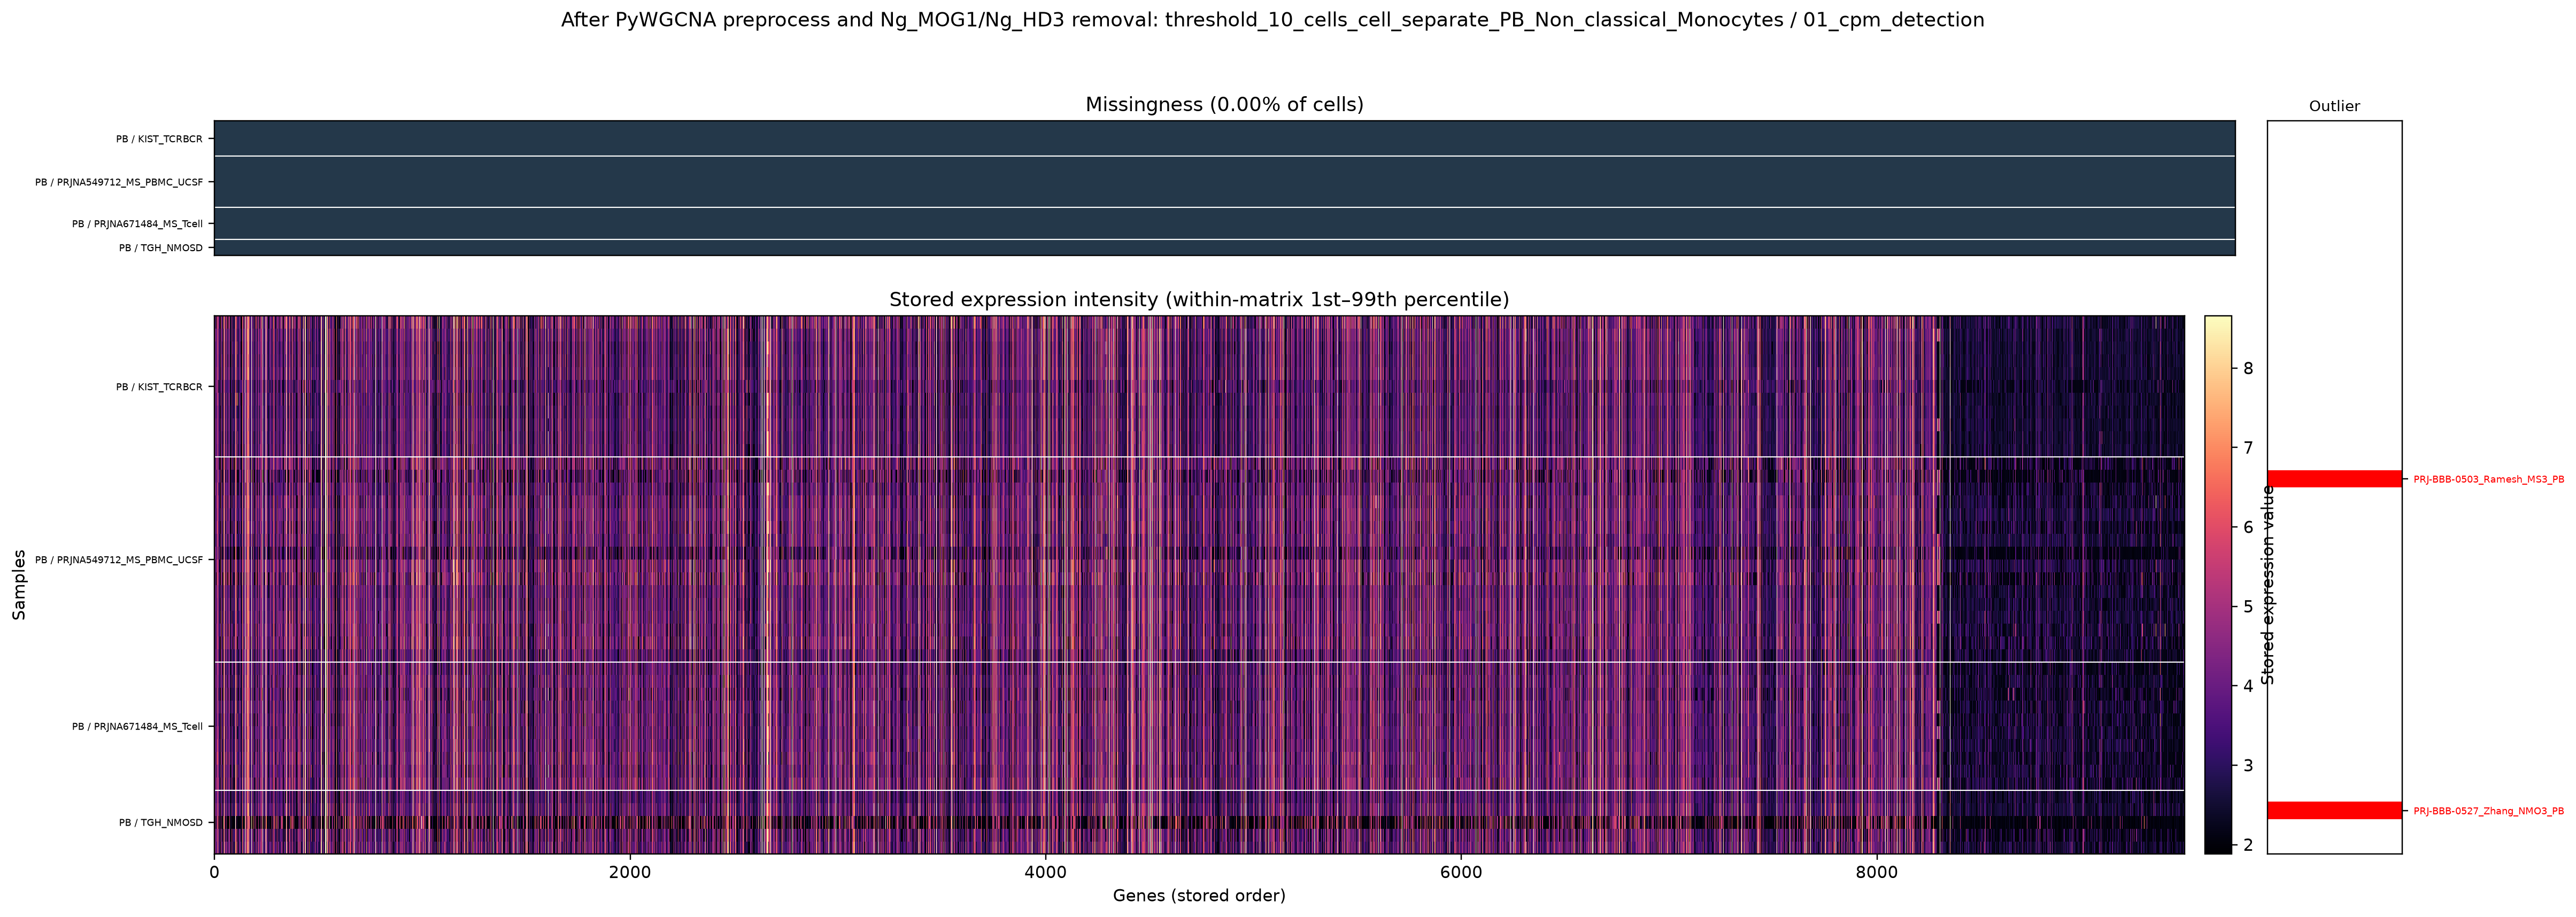 After PyWGCNA preprocess and Ng_MOG1/Ng_HD3 removal: threshold_10_cells_cell_separate_PB_Non_classical_Monocytes / 01_cpm_detection
Missingness (0.00% of cells)
Outlier
PB / KIST_TCRBCR
PB / PRJNA549712_MS_PBMC_UCSF
PB / PRJNA671484_MS_Tcell
PB / TGH_NMOSD
Stored expression intensity (within-matrix 1st–99th percentile)
Samples
PB / KIST_TCRBCR
PB / PRJNA549712_MS_PBMC_UCSF
PB / PRJNA671484_MS_Tcell
PB / TGH_NMOSD
0 2000 4000 6000 8000
Genes (stored order)
8
7
6
5
4
3
2
Stored expression value
PRJ-BBB-0503_Ramesh_MS3_PB
PRJ-BBB-0527_Zhang_NMO3_PB